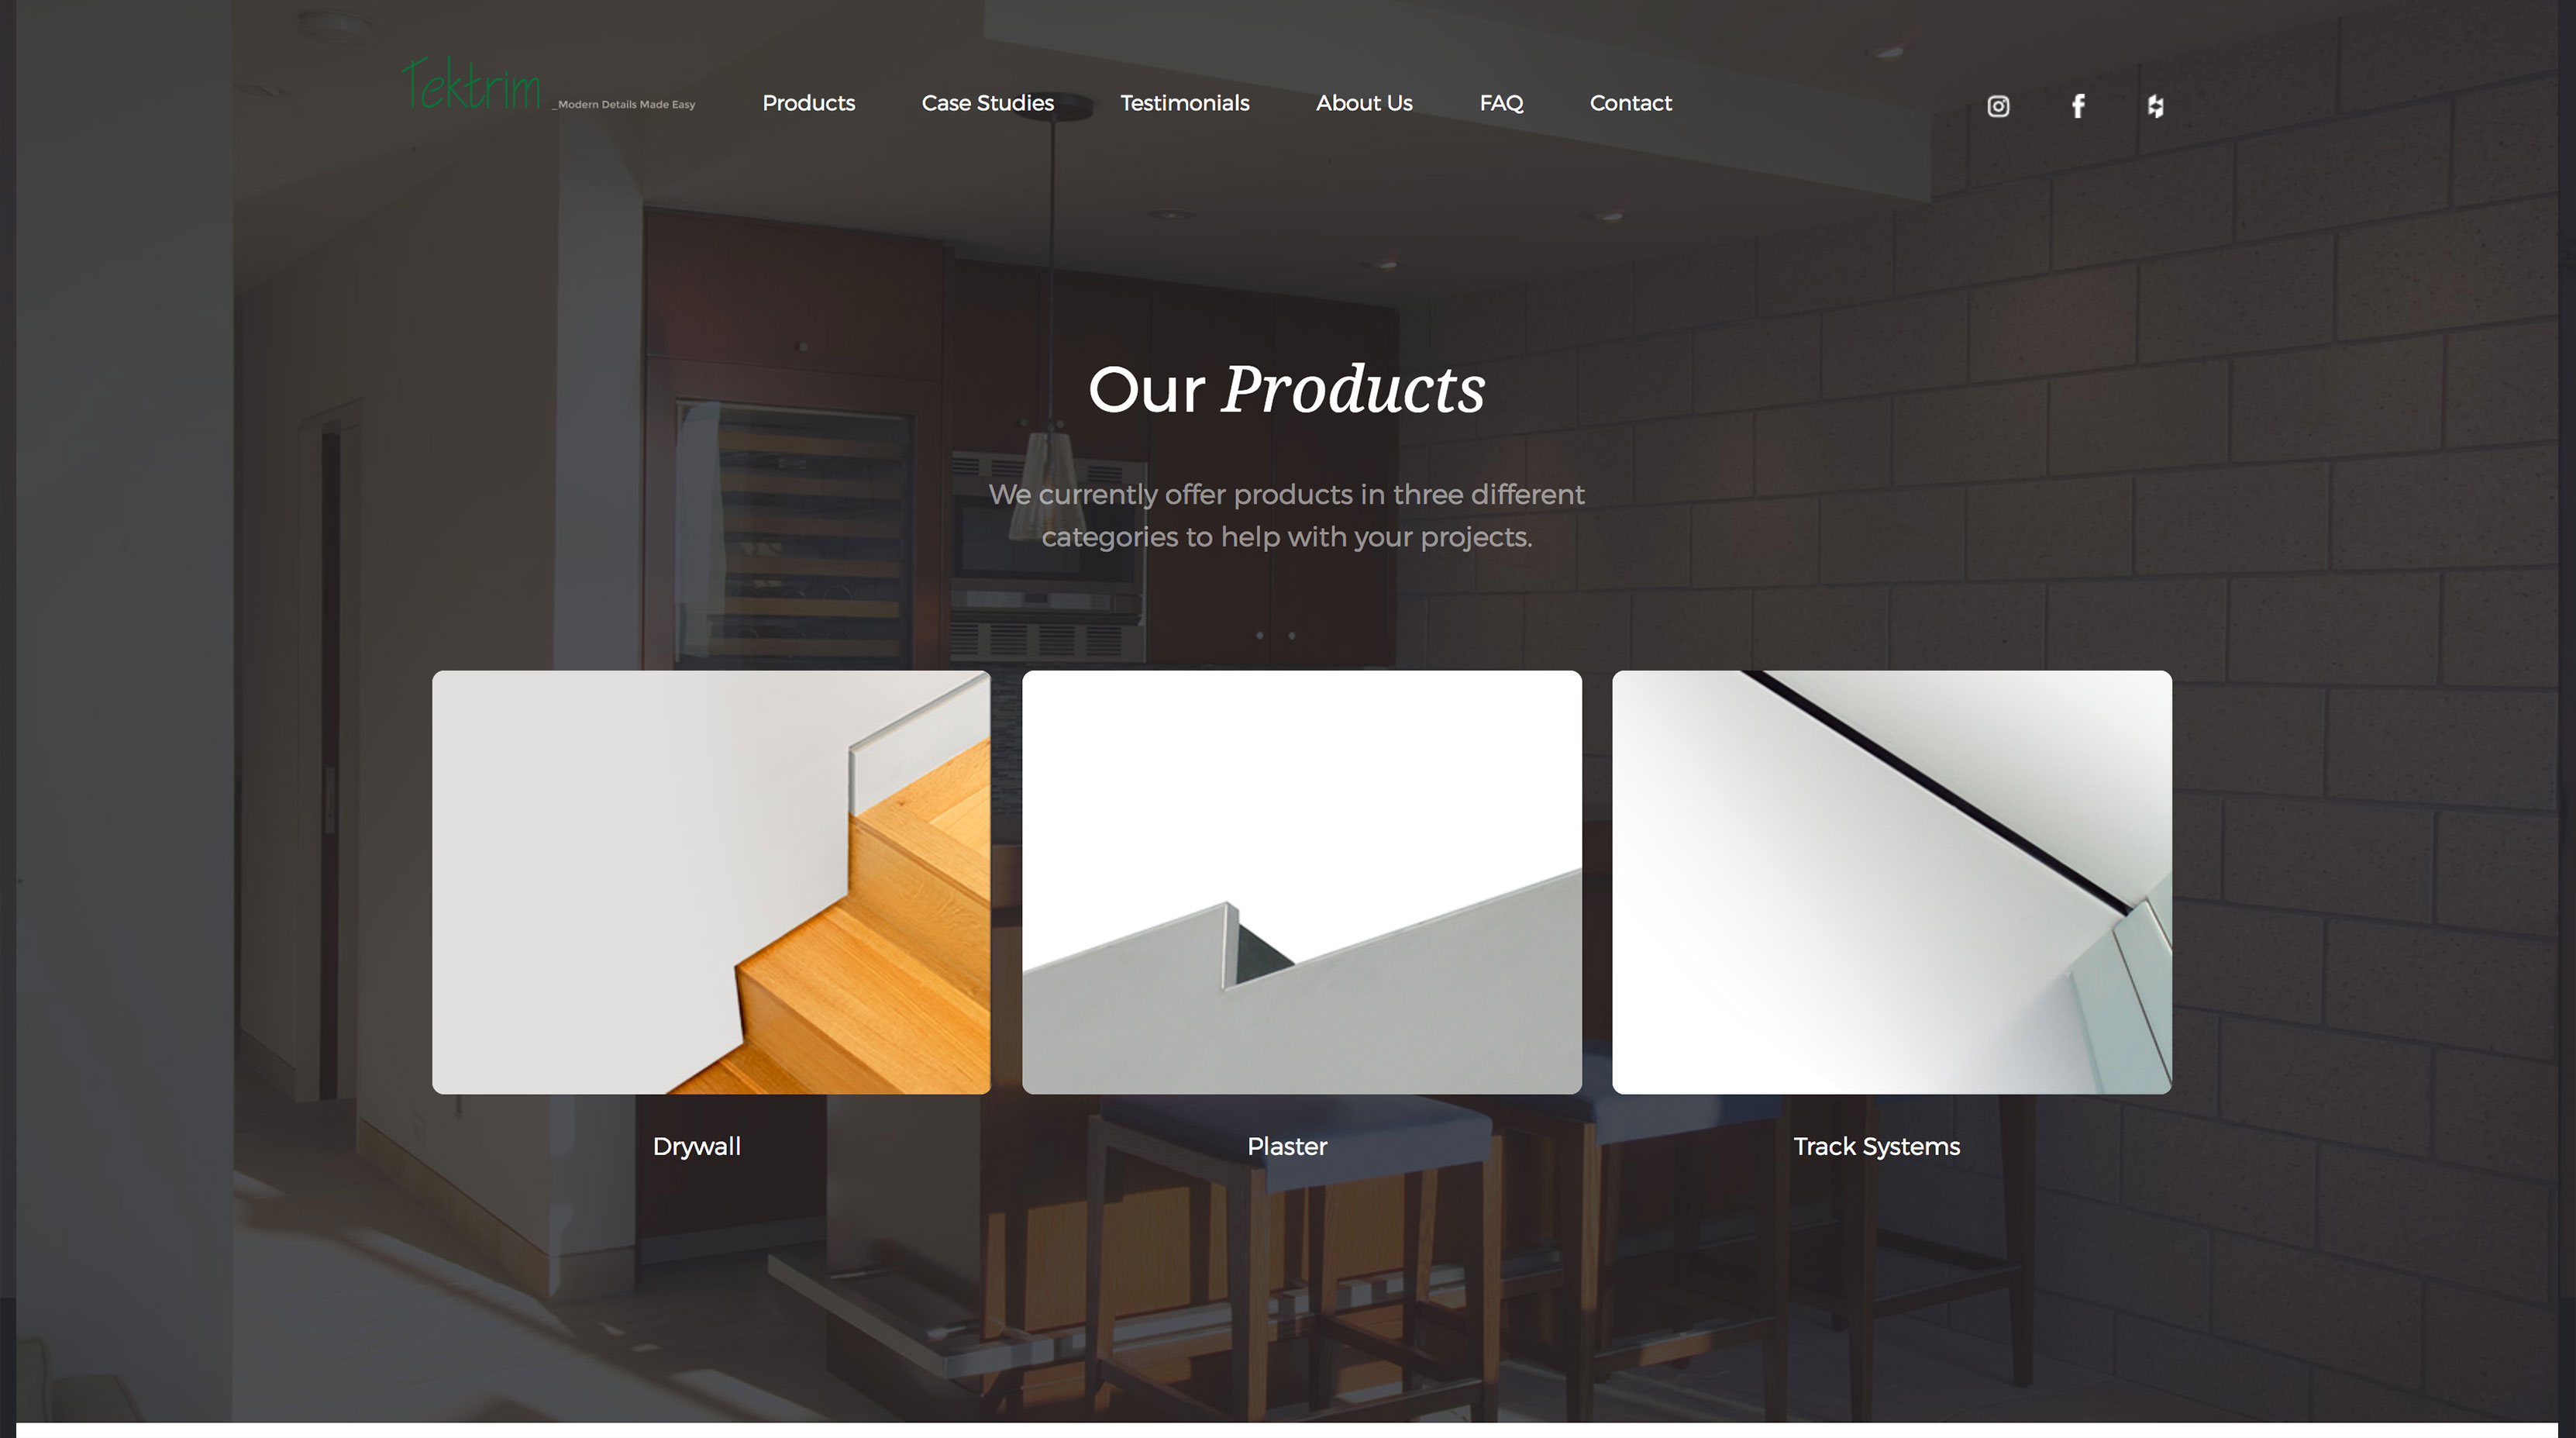 Tektrim
_Modern Details Made Easy
Products
Case Studies
Testimonials
About Us
FAQ
Contact
Our Products
We currently offer products in three different
categories to help with your projects.
Drywall
Plaster
Track Systems